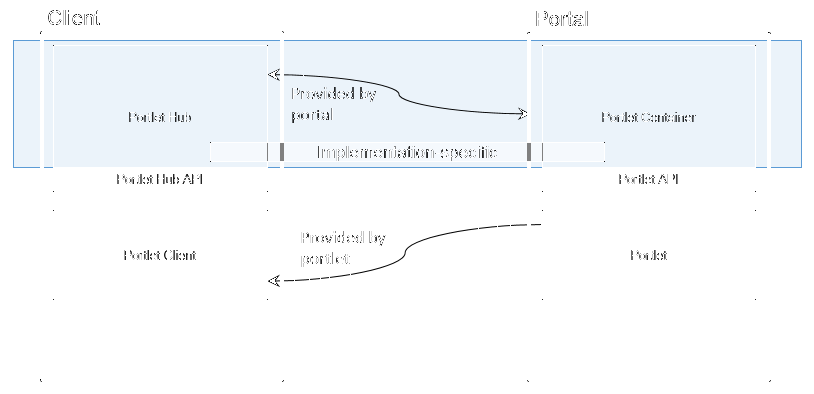 Client
Portal
Provided by
portal
Portlet Hub
Portlet Container
Implementation-specific
Portlet Hub API
Portlet API
Provided by
portlet
Portlet Client
Portlet